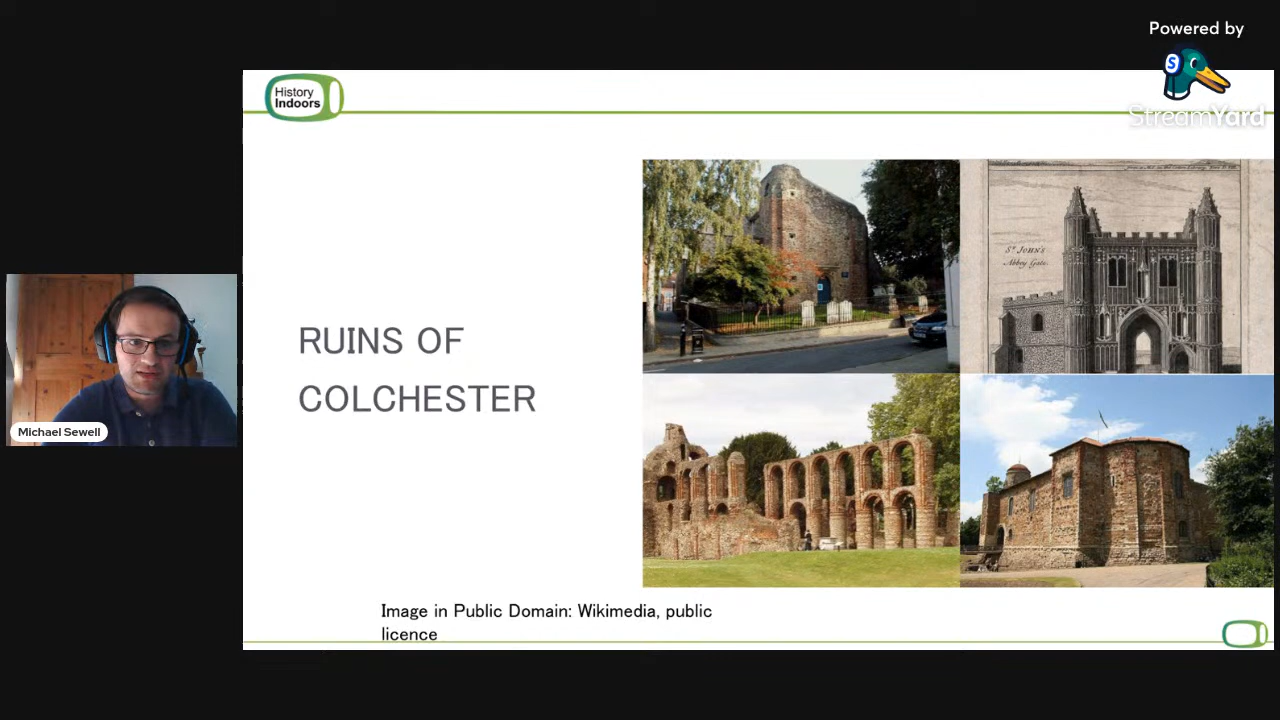 Powered by
S
StreamYard
History
Indoors
St. JOHN'S
Abbey Gate.
RUINS OF
COLCHESTER
Michael Sewell
Image in Public Domain: Wikimedia, public
licence